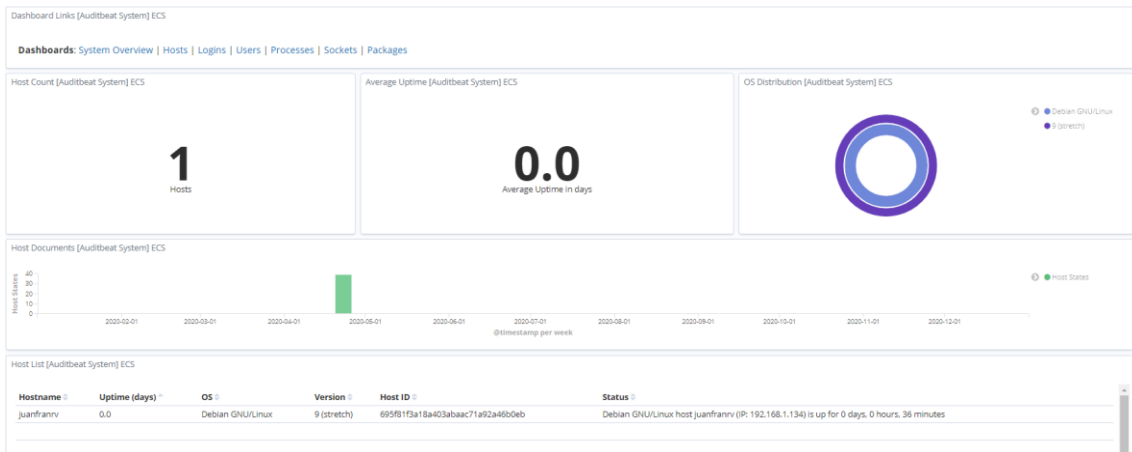 Dashboard Links [Auditbeat System] ECS
Dashboards: System Overview | Hosts | Logins | Users | Processes | Sockets | Packages
Host Count [Auditbeat System] ECS
1
Hosts
Average Uptime [Auditbeat System] ECS
0.0
Average Uptime in days
OS Distribution [Auditbeat System] ECS
Debian GNU/Linux
9 (stretch)
Host Documents [Auditbeat System] ECS
Host States
40
30
20
10
0
2020-02-01 2020-03-01 2020-04-01 2020-05-01 2020-06-01 2020-07-01 2020-08-01 2020-09-01 2020-10-01 2020-11-01 2020-12-01
@timestamp per week
Host States
Host List [Auditbeat System] ECS
Hostname Uptime (days) OS Version Host ID Status
juanfranrv 0.0 Debian GNU/Linux 9 (stretch) 695f81f3a18a403abaac71a92a46b0eb Debian GNU/Linux host juanfranrv (IP: 192.168.1.134) is up for 0 days, 0 hours, 36 minutes